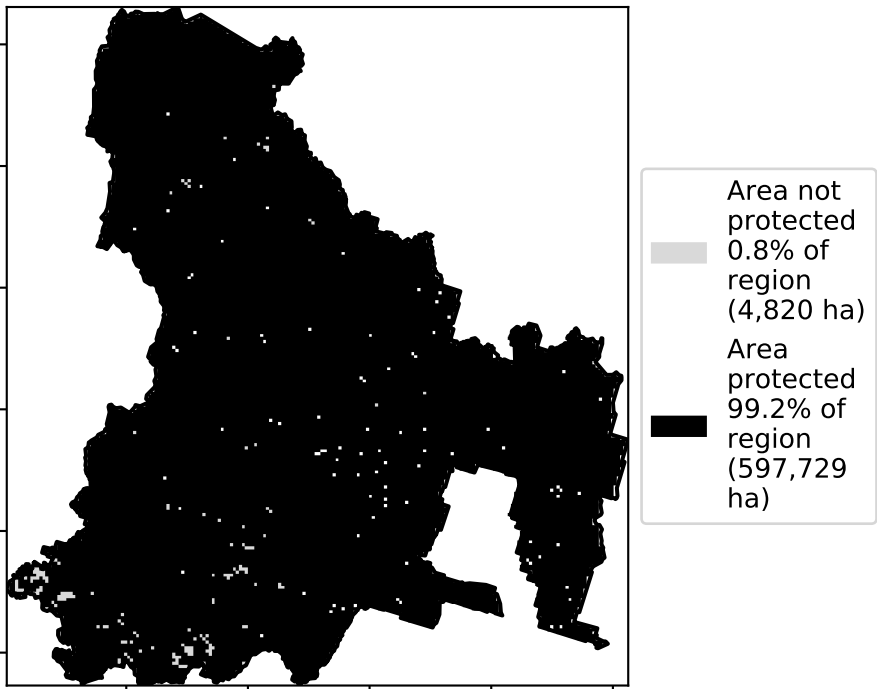 Area not
protected
0.8% of
region
(4,820 ha)
Area
protected
99.2% of
region
(597,729
ha)